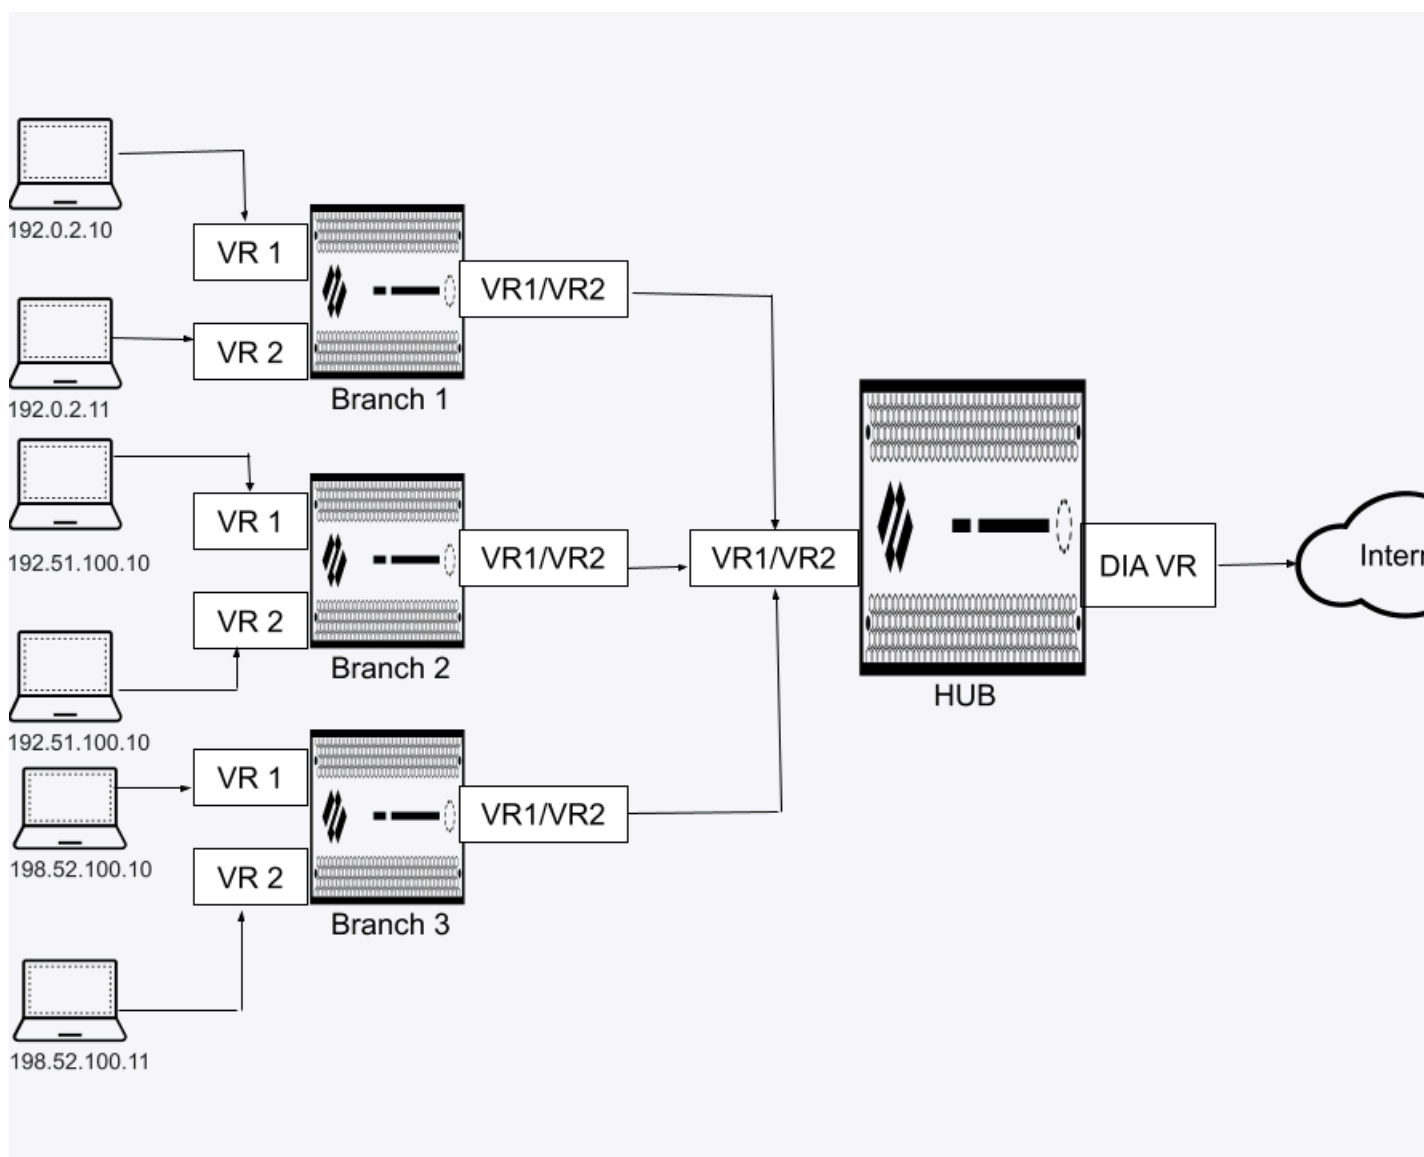 192.0.2.10
VR 1
VR1/VR2
VR 2
192.0.2.11
Branch 1
VR 1
192.51.100.10
VR1/VR2
VR1/VR2
DIA VR
VR 2
Branch 2
HUB
192.51.100.10
VR 1
VR1/VR2
198.52.100.10
VR 2
Branch 3
198.52.100.11